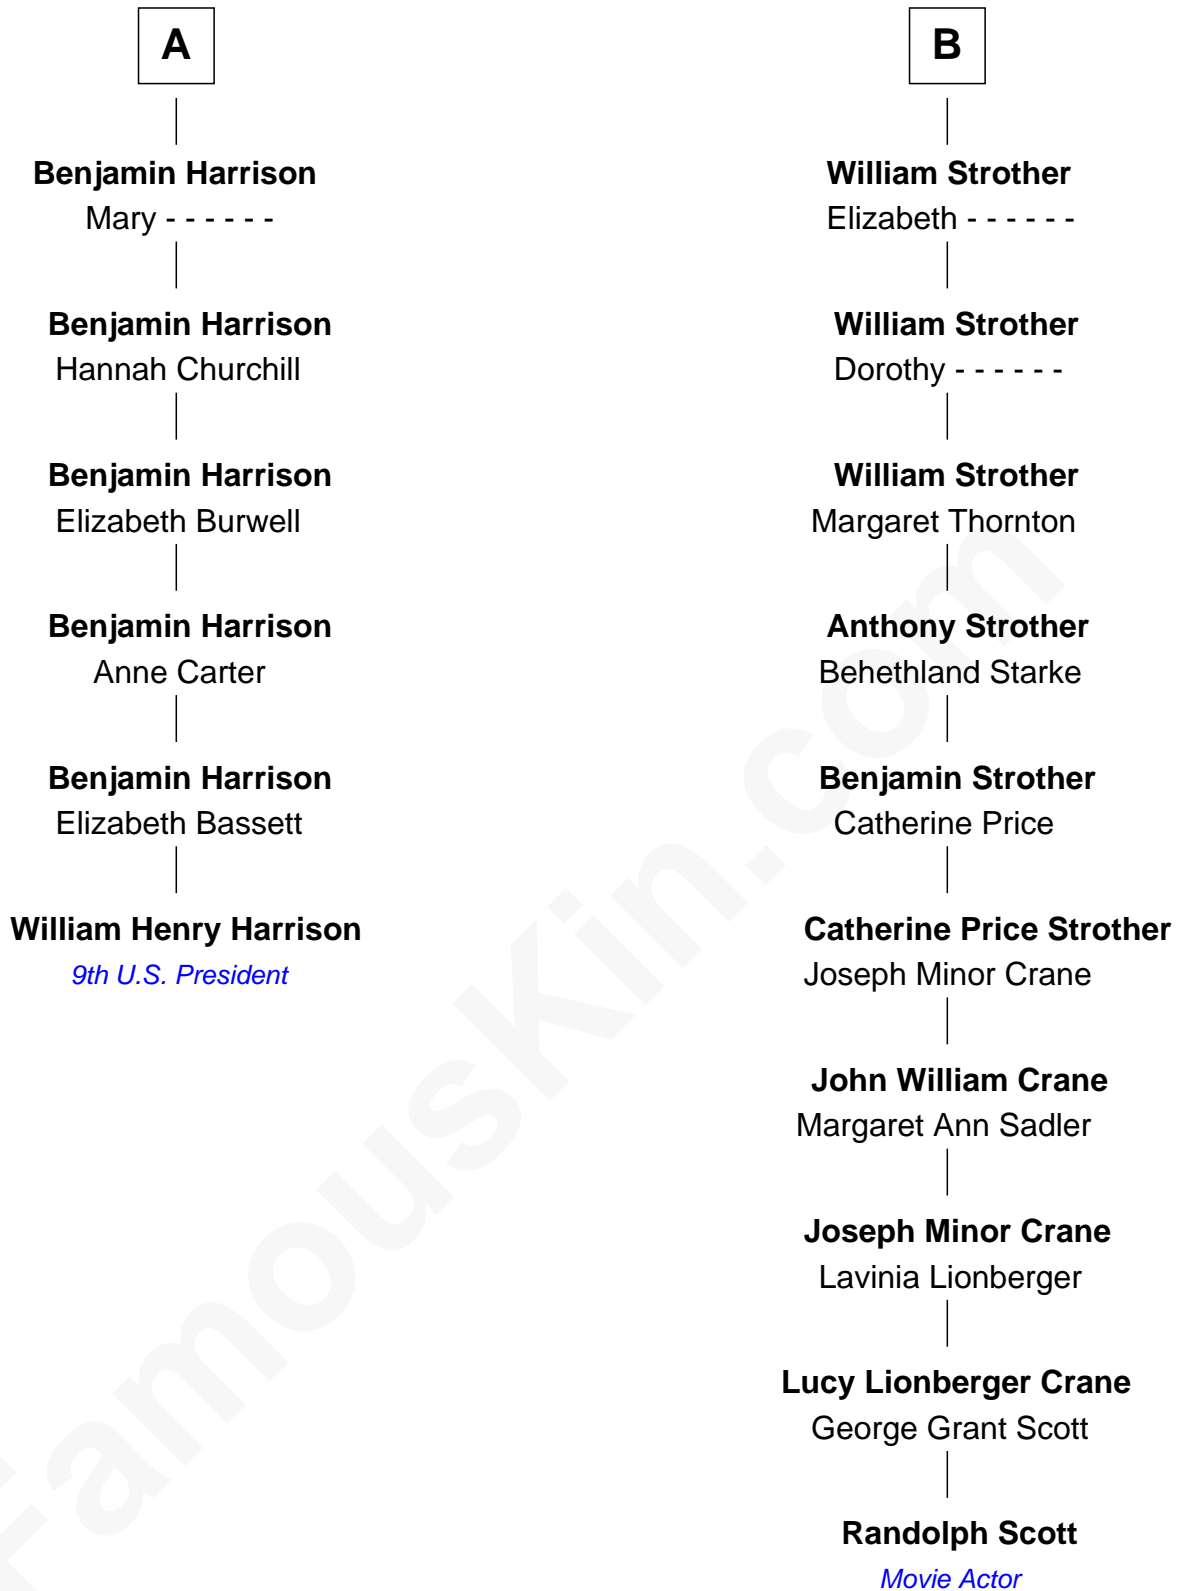 A
Benjamin Harrison
Mary - - - - - -
Benjamin Harrison
Hannah Churchill
Benjamin Harrison
Elizabeth Burwell
Benjamin Harrison
Anne Carter
Benjamin Harrison
Elizabeth Bassett
William Henry Harrison
9th U.S. President
B
William Strother
Elizabeth - - - - - -
William Strother
Dorothy - - - - - -
William Strother
Margaret Thornton
Anthony Strother
Behethland Starke
Benjamin Strother
Catherine Price
Catherine Price Strother
Joseph Minor Crane
John William Crane
Margaret Ann Sadler
Joseph Minor Crane
Lavinia Lionberger
Lucy Lionberger Crane
George Grant Scott
Randolph Scott
Movie Actor
FamousKin.com